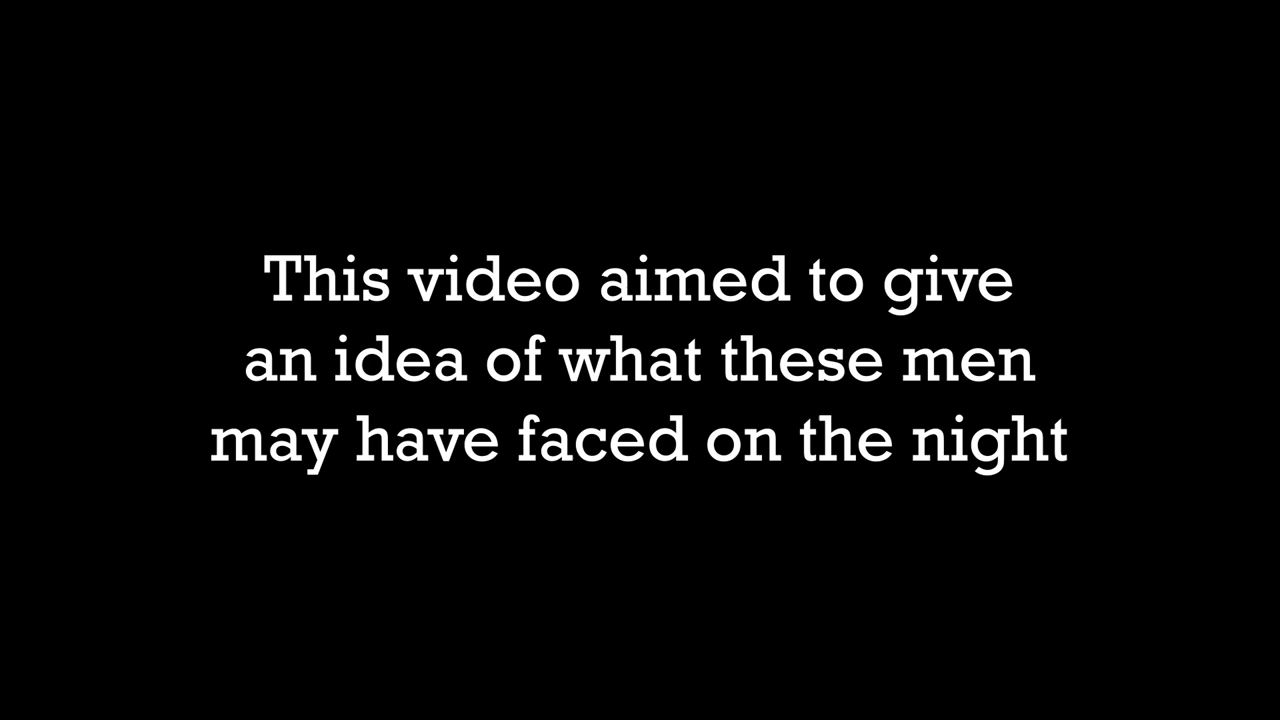 This video aimed to give
an idea of what these men
may have faced on the night